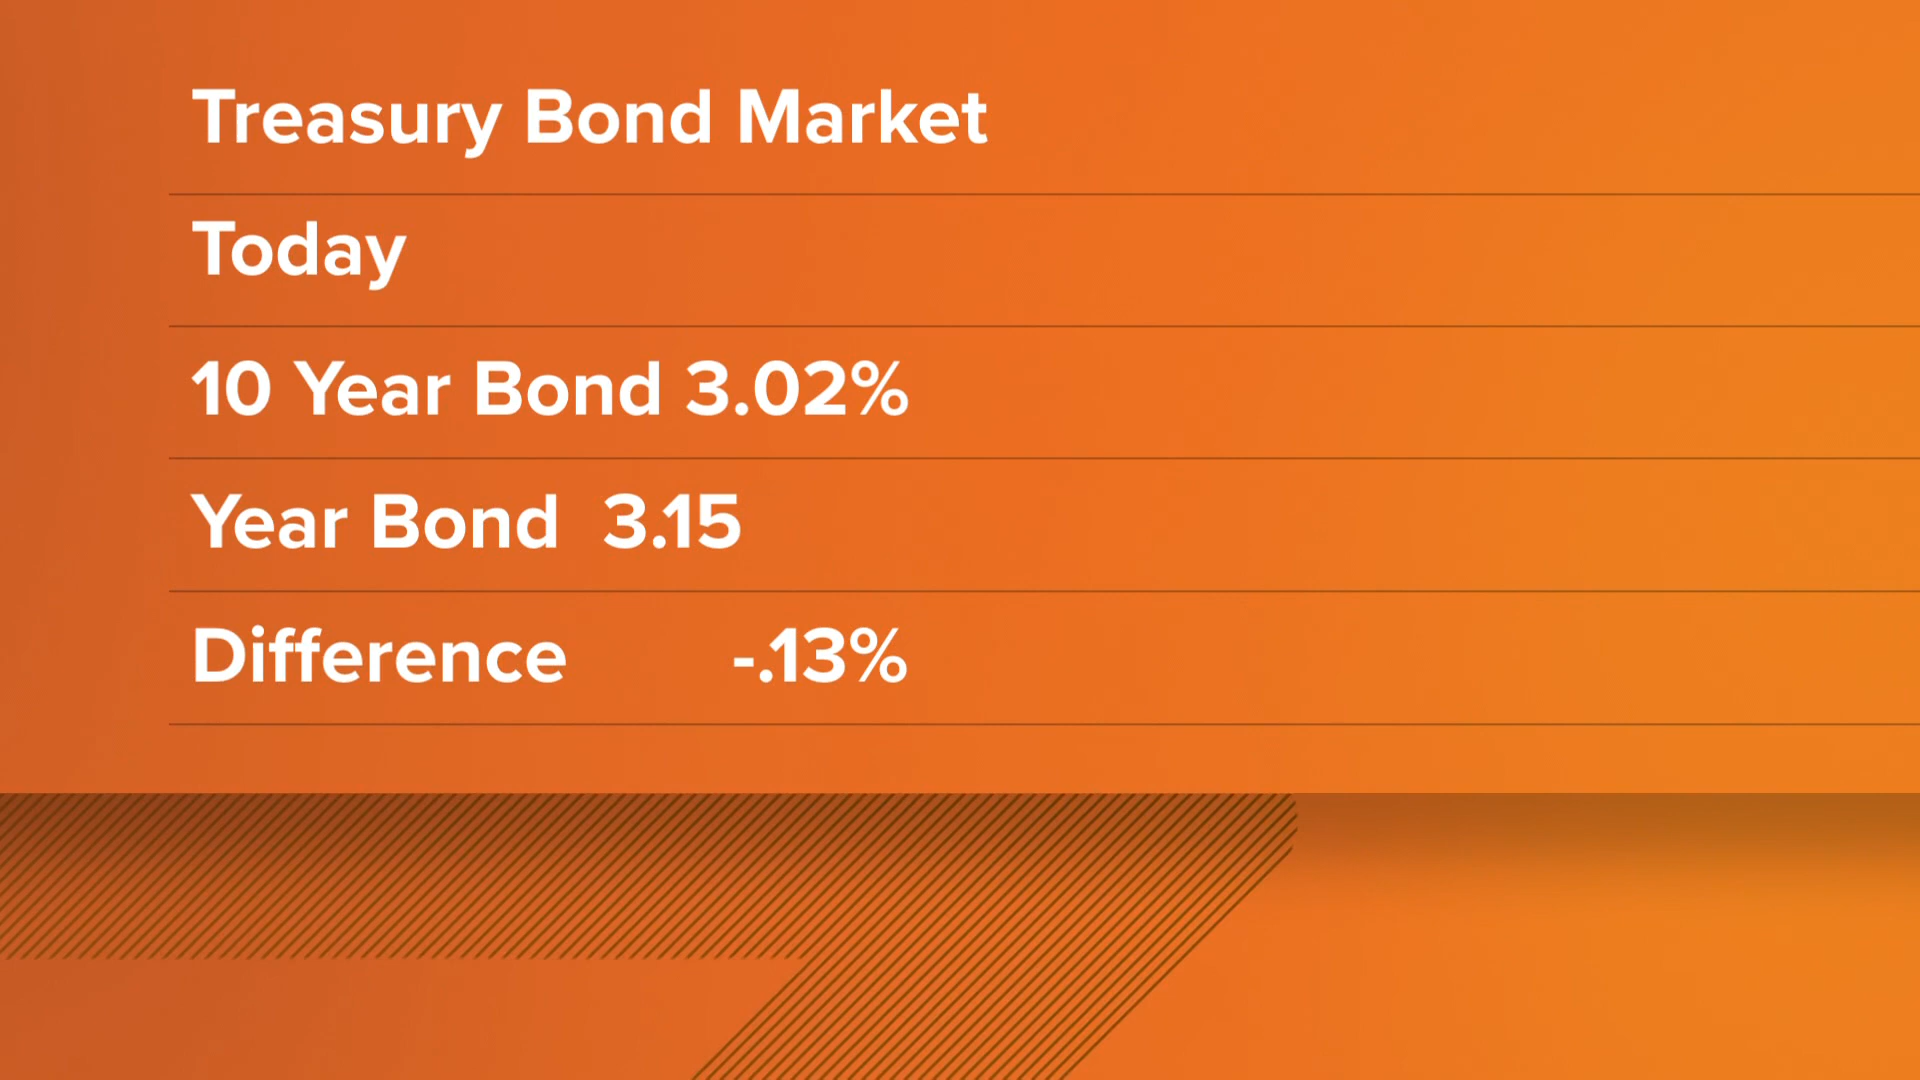 Treasury Bond Market
Today
10 Year Bond 3.02%
Year Bond 3.15
Difference -.13%